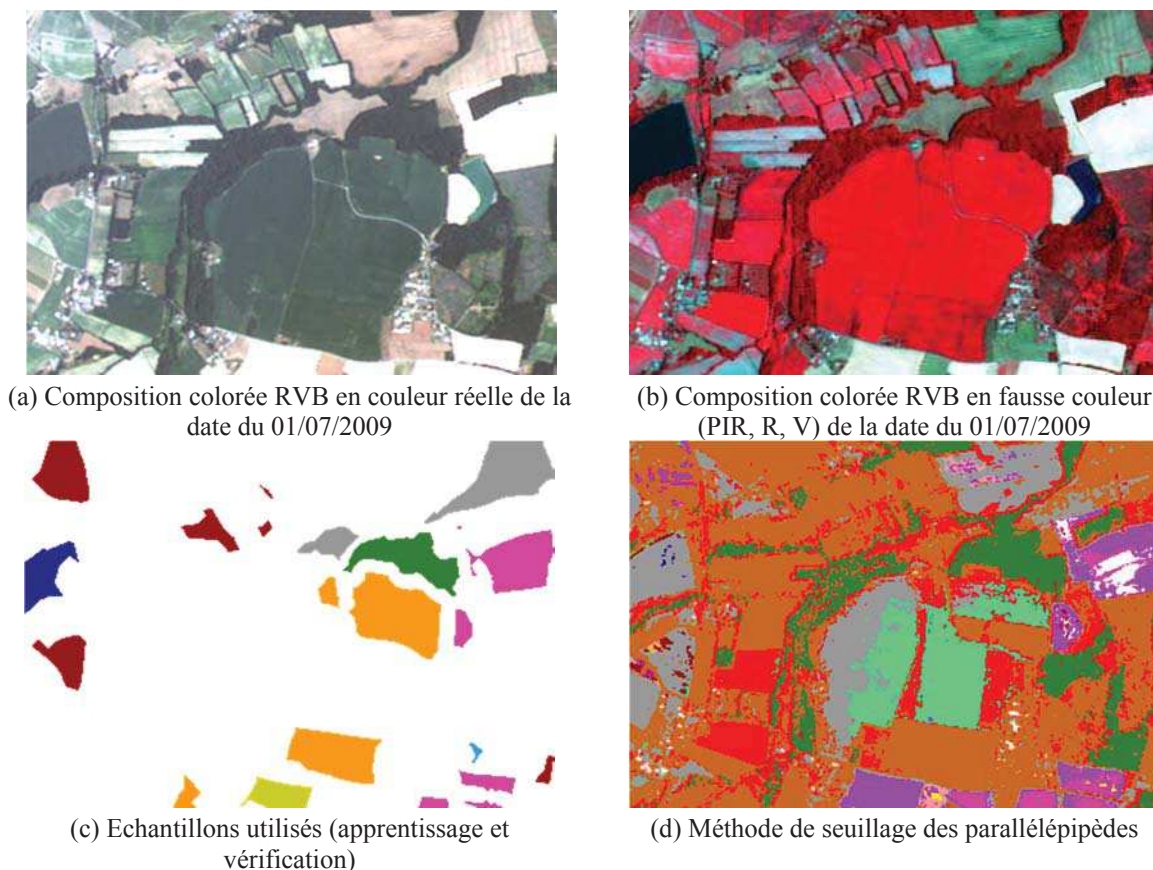 (a) Composition colorée RVB en couleur réelle de la
date du 01/07/2009
(b) Composition colorée RVB en fausse couleur
(PIR, R, V) de la date du 01/07/2009
(c) Echantillons utilisés (apprentissage et
vérification)
(d) Méthode de seuillage des parallélépipèdes